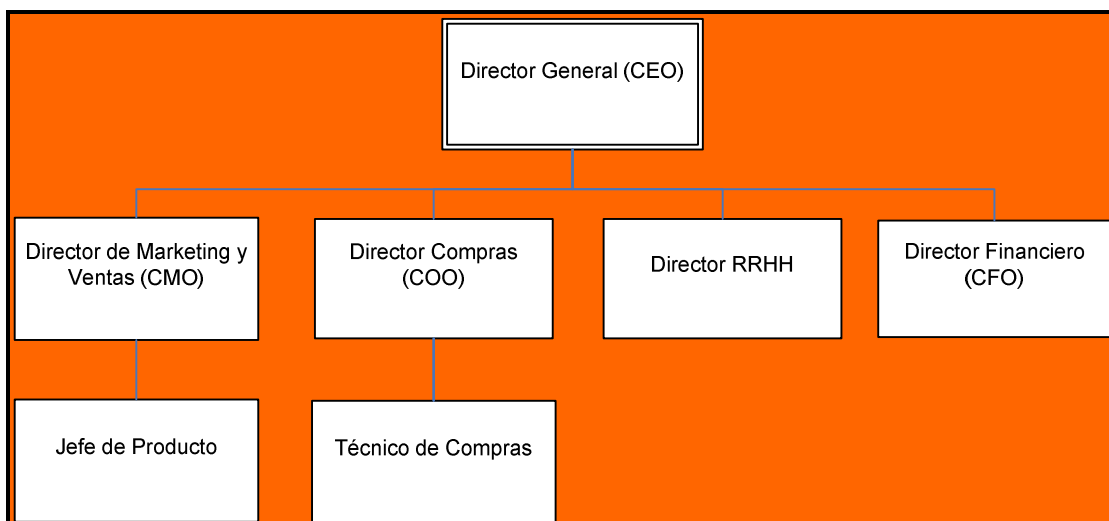 Director General (CEO)
Director de Marketing y
Ventas (CMO)
Director Compras
(COO)
Director RRHH
Director Financiero
(CFO)
Jefe de Producto
Técnico de Compras